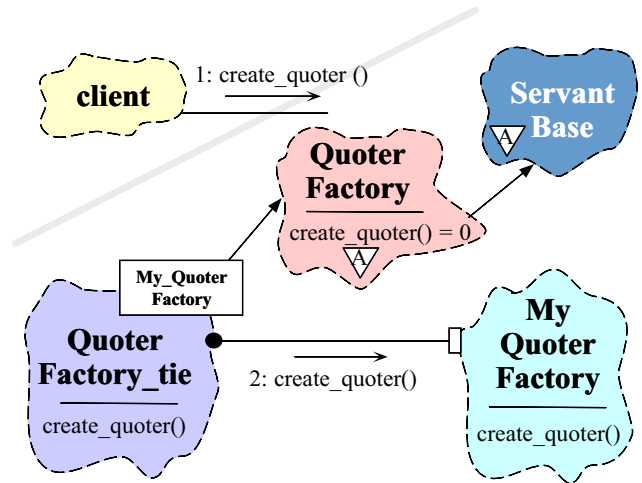 1: create_quoter ()
client
Servant
Base
A
Quoter
Factory
create_quoter() = 0
A
My_Quoter
Factory
Quoter
Factory_tie
create_quoter()
2: create_quoter()
My
Quoter
Factory
create_quoter()